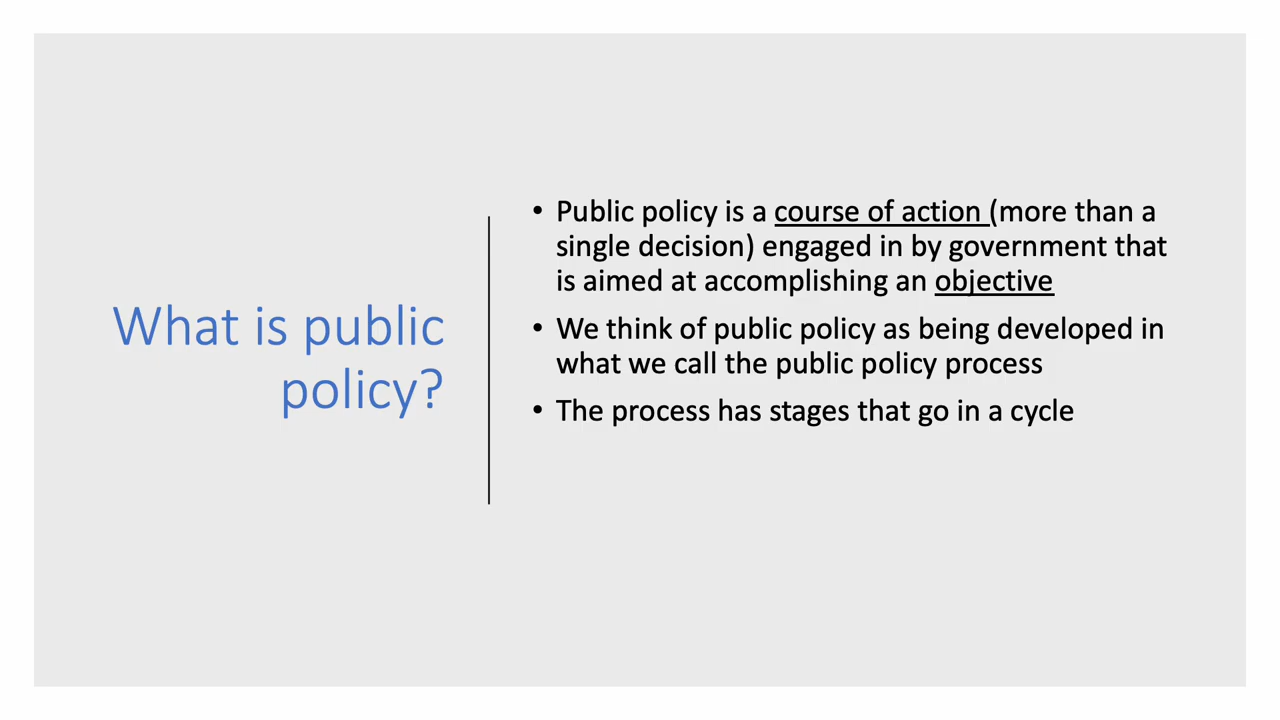 What is public
policy?
• Public policy is a course of action (more than a
single decision) engaged in by government that
is aimed at accomplishing an objective
• We think of public policy as being developed in
what we call the public policy process
• The process has stages that go in a cycle